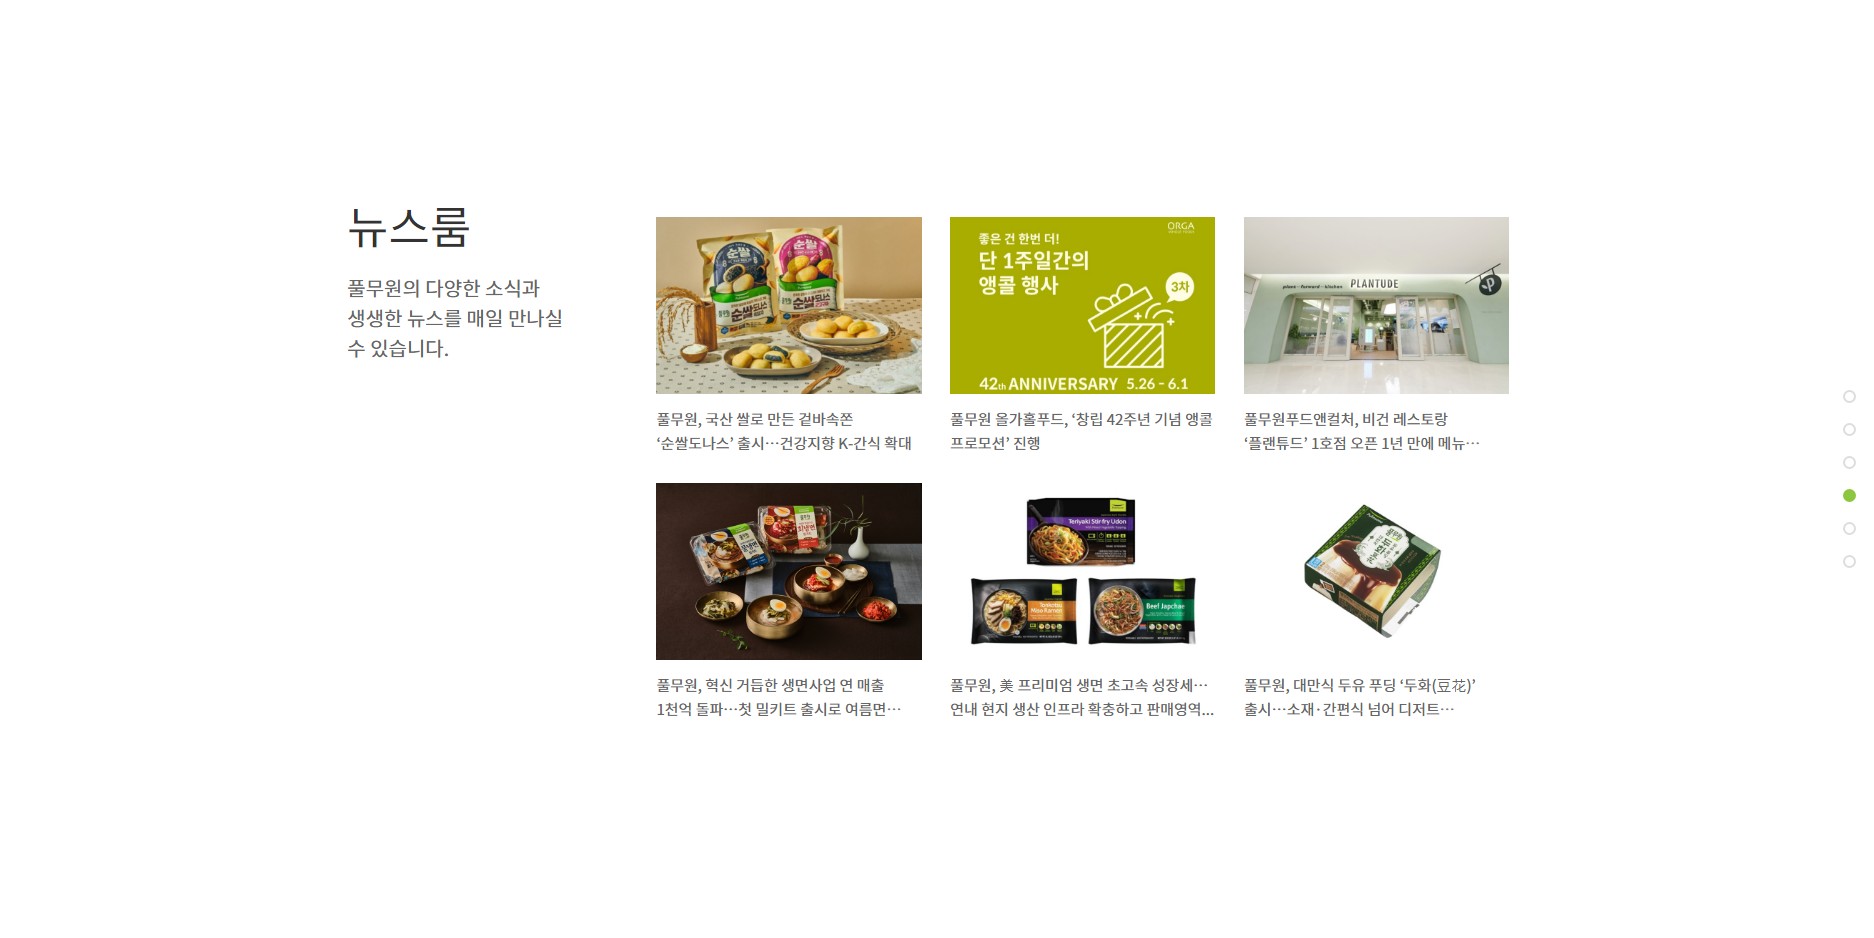 뉴스룸
풀무원의 다양한 소식과
생생한 뉴스를 매일 만나실
수 있습니다.
순쌀
순쌀
순쌀도나스
순쌀도나스
풀무원, 국산 쌀로 만든 겉바속쫀
‘순쌀도나스’ 출시…건강지향 K-간식 확대
ORGA
좋은 건 한번 더!
단 1주일간의
앵콜 행사
3차
42th ANNIVERSARY 5.26 - 6.1
풀무원 올가홀푸드, ‘창립 42주년 기념 앵콜
프로모션’ 진행
plant · forward · kitchen PLANTUDE
P
풀무원푸드앤컬처, 비건 레스토랑
‘플랜튜드’ 1호점 오픈 1년 만에 메뉴…
풀무원, 혁신 거듭한 생면사업 연 매출
1천억 돌파…첫 밀키트 출시로 여름면…
Teriyaki Stir-fry Udon
Tonkotsu
Miso Ramen
Beef Japchae
풀무원, 美 프리미엄 생면 초고속 성장세…
연내 현지 생산 인프라 확충하고 판매영역...
풀무원, 대만식 두유 푸딩 ‘두화(豆花)’
출시…소재·간편식 넘어 디저트…